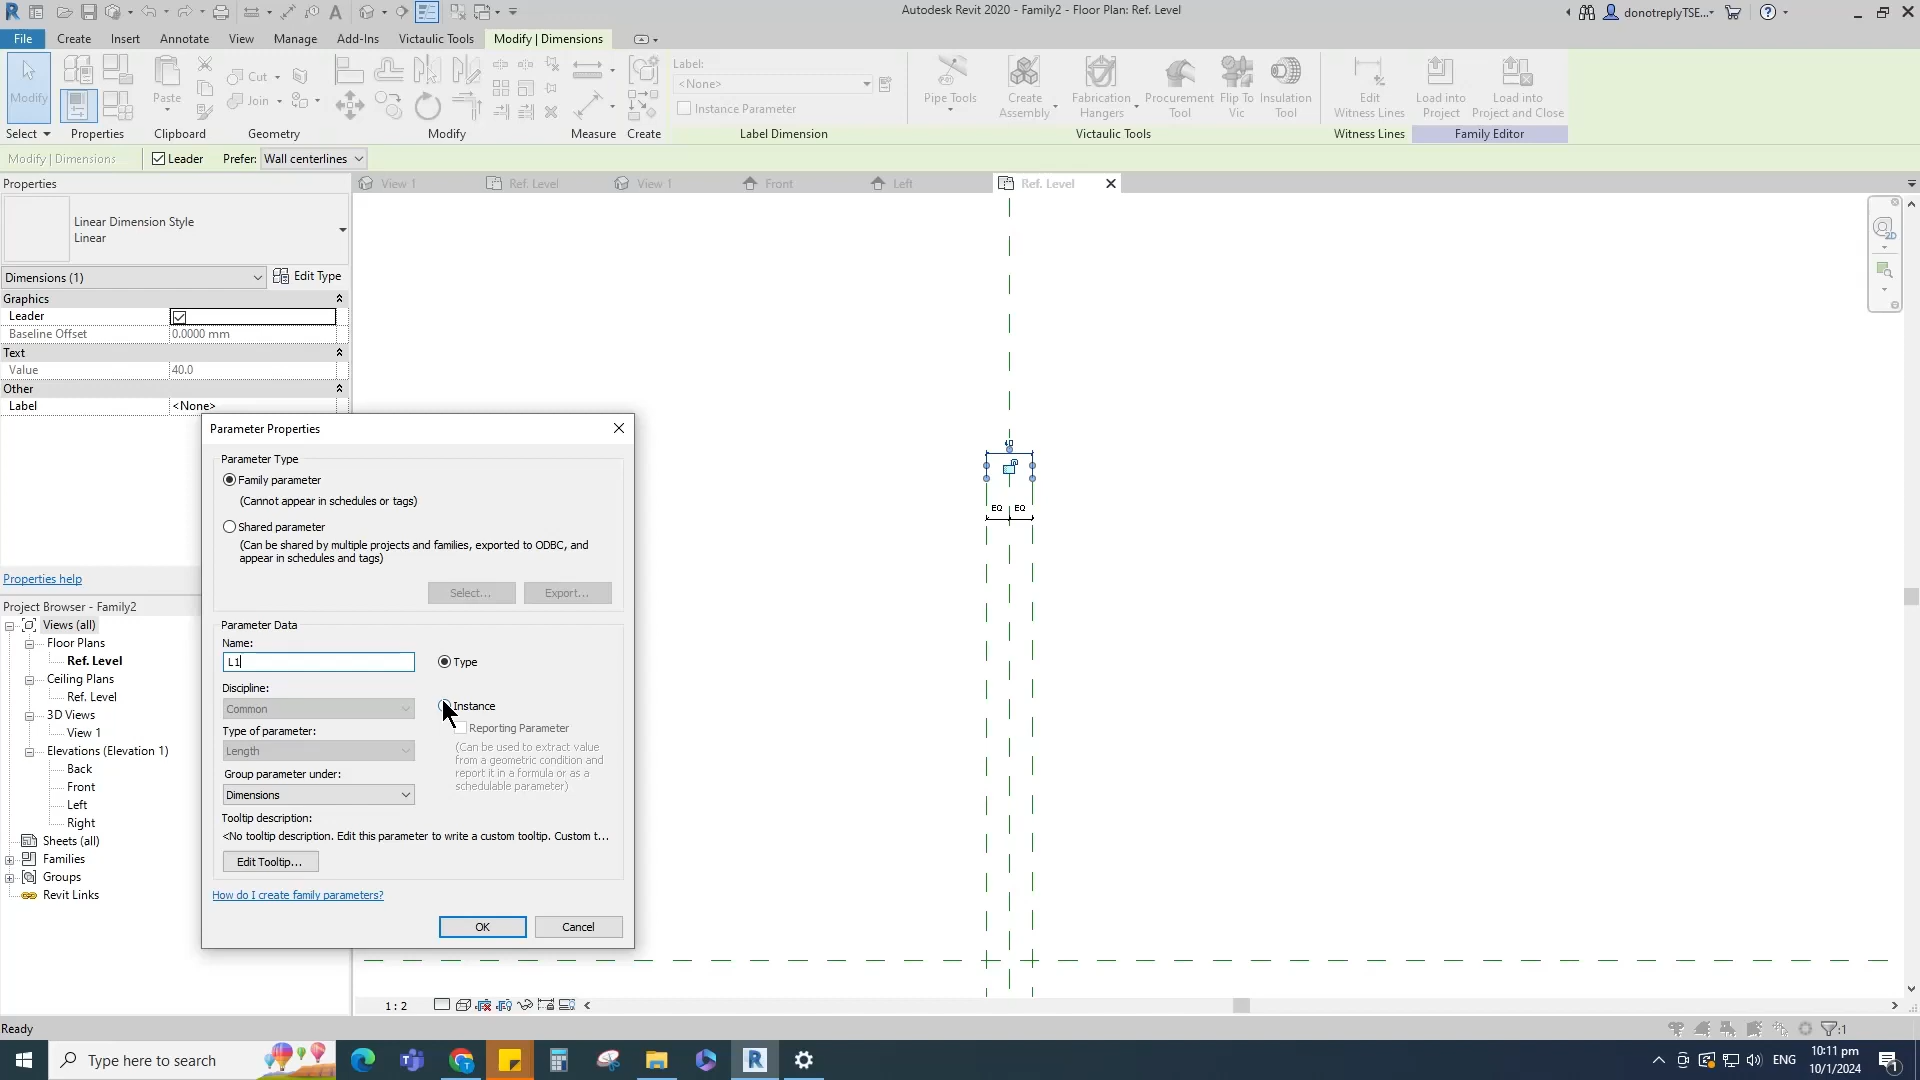 Autodesk Revit 2020 - Family2 - Floor Plan: Ref. Level
donotreplyTSE...
File Create Insert Annotate View Manage Add-Ins Victaulic Tools Modify | Dimensions
Modify
Paste
Cut
Join
Label:
<None>
Instance Parameter
Pipe Tools
Create Assembly
Fabrication Hangers
Procurement Tool
Flip To Vic
Insulation Tool
Edit Witness Lines
Load into Project
Load into Project and Close
Select Properties Clipboard Geometry Modify Measure Create Label Dimension Victaulic Tools Witness Lines Family Editor
Modify | Dimensions Leader Prefer: Wall centerlines
Properties
View 1 Ref. Level View 1 Front Left Ref. Level
Linear Dimension Style
Linear
Dimensions (1) Edit Type
Graphics
Leader
Baseline Offset 0.0000 mm
Text
Value 40.0
Other
Label <None>
Properties help
Project Browser - Family2
Views (all)
Floor Plans
Ref. Level
Ceiling Plans
Ref. Level
3D Views
View 1
Elevations (Elevation 1)
Back
Front
Left
Right
Sheets (all)
Families
Groups
Revit Links
Parameter Properties
Parameter Type
Family parameter
(Cannot appear in schedules or tags)
Shared parameter
(Can be shared by multiple projects and families, exported to ODBC, and
appear in schedules and tags)
Select... Export...
Parameter Data
Name:
L1
Type
Discipline:
Common
Instance
Reporting Parameter
(Can be used to extract value
from a geometric condition and
report it in a formula or as a
schedulable parameter)
Type of parameter:
Length
Group parameter under:
Dimensions
Tooltip description:
<No tooltip description. Edit this parameter to write a custom tooltip. Custom t...
Edit Tooltip...
How do I create family parameters?
OK Cancel
EQ EQ
2D
1 : 2
Ready
:1
Type here to search
ENG
10:11 pm
10/1/2024
1